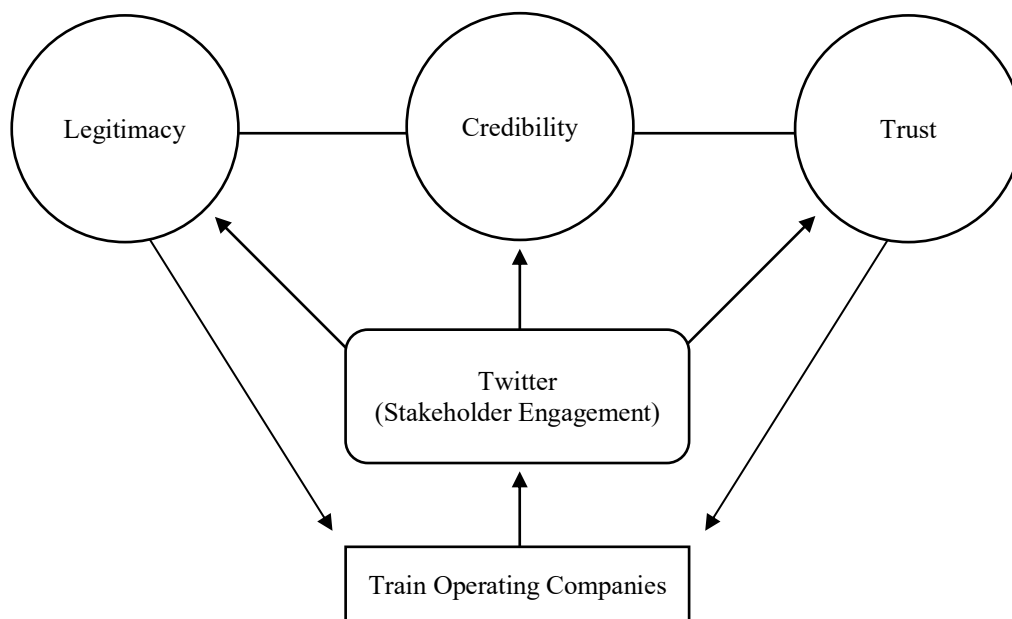 Legitimacy
Credibility
Trust
Twitter
(Stakeholder Engagement)
Train Operating Companies